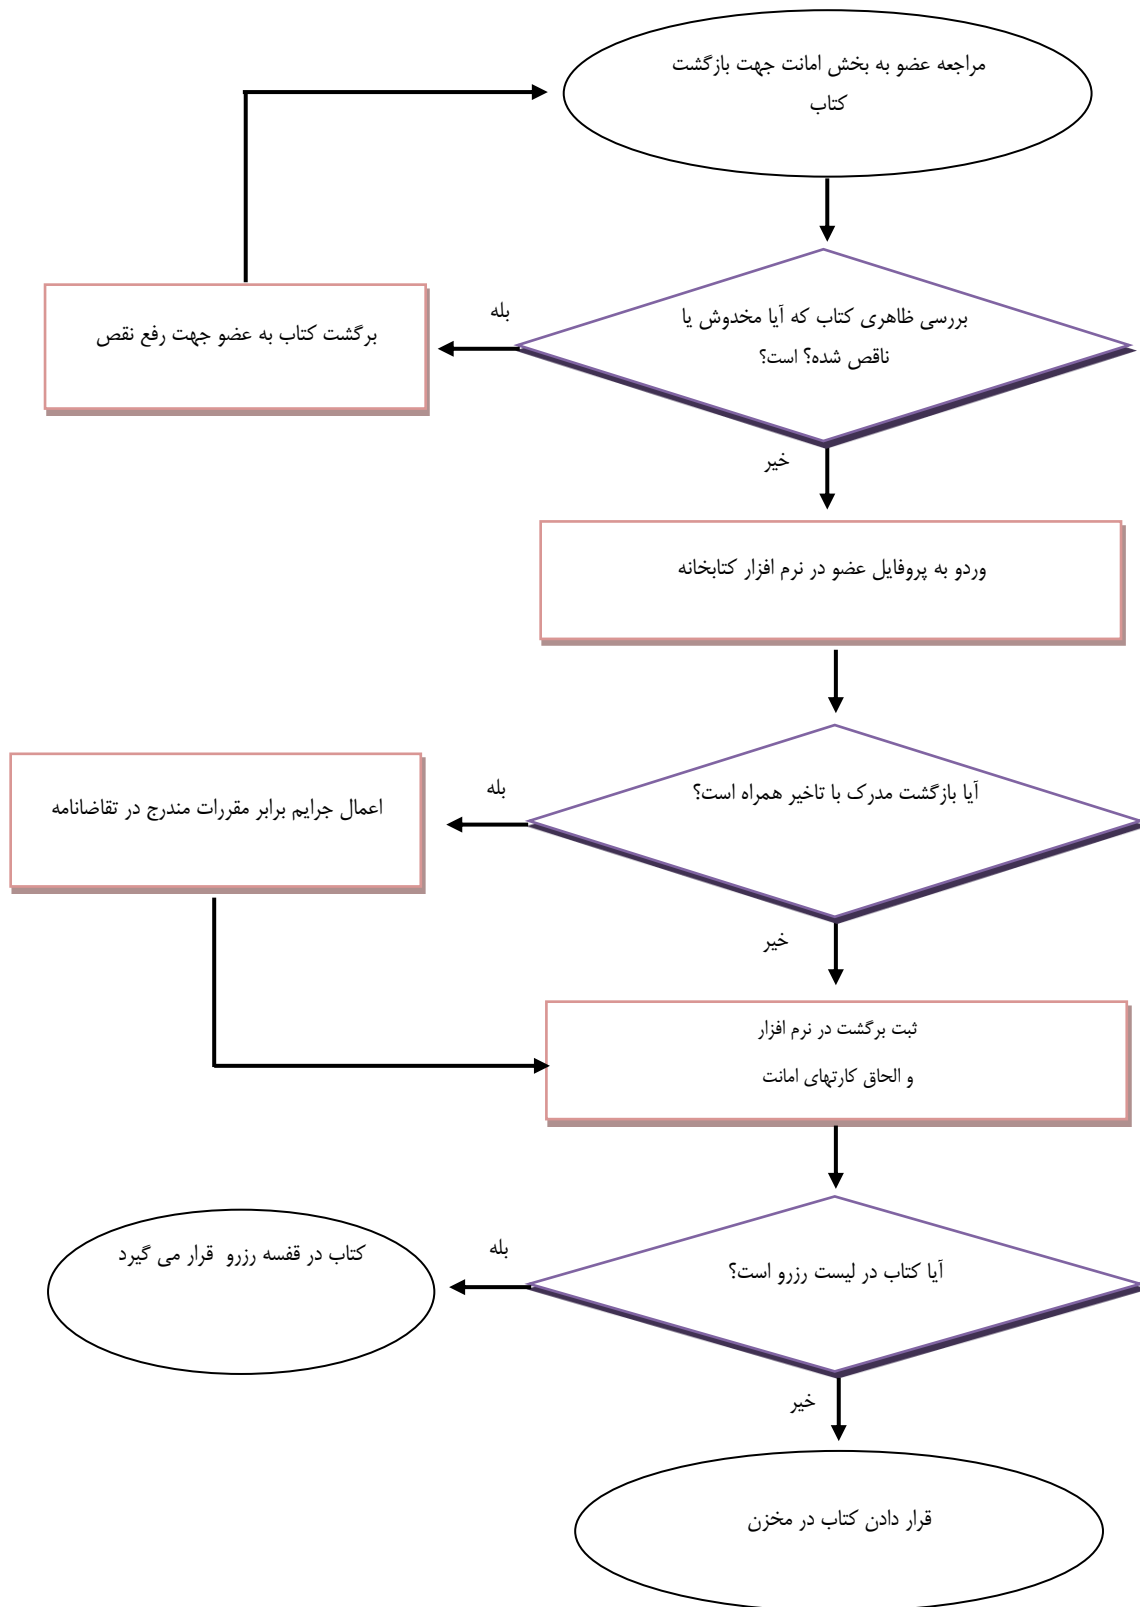 مراجعه عضو به بخش امانت جهت بازگشت
کتاب
بررسی ظاهری کتاب که آیا مخدوش یا
ناقص شده؟ است؟
بله
برگشت کتاب به عضو جهت رفع نقص
خیر
وردو به پروفایل عضو در نرم افزار کتابخانه
آیا بازگشت مدرک با تاخیر همراه است؟
بله
اعمال جرایم برابر مقررات مندرج در تقاضانامه
خیر
ثبت برگشت در نرم افزار
و الحاق کارتهای امانت
آیا کتاب در لیست رزرو است؟
بله
کتاب در قفسه رزرو قرار می گیرد
خیر
قرار دادن کتاب در مخزن